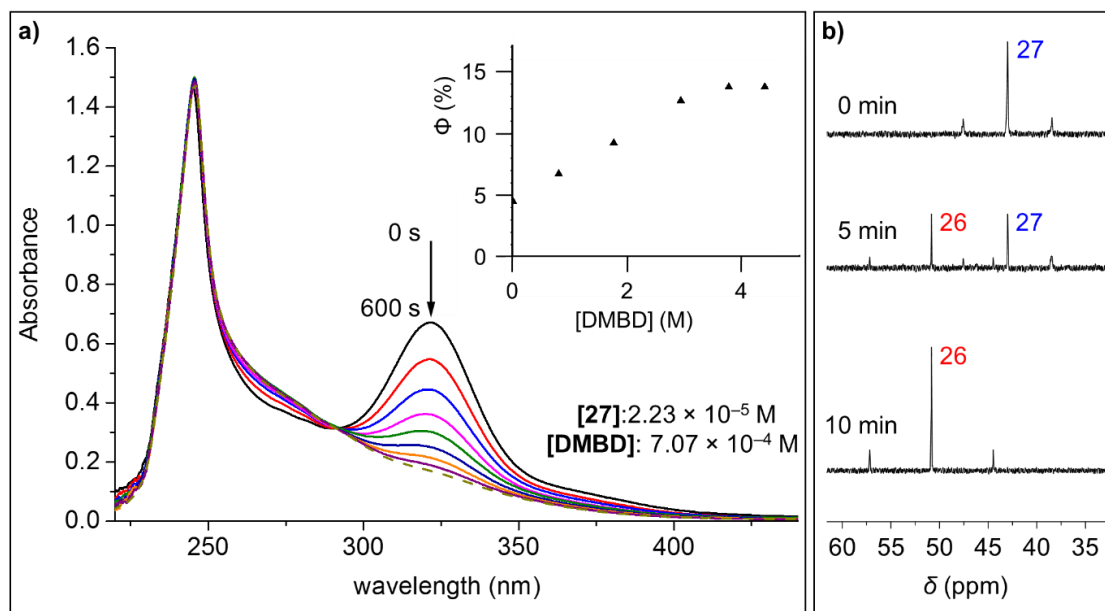 a)
1.6
1.4
1.2
1.0
0.8
0.6
0.4
0.2
0.0
Absorbance
250
300
350
400
wavelength (nm)
0 s
600 s
15
10
5
0
Φ (%)
0
2
4
[DMBD] (M)
[27]:2.23 × 10⁻⁵ M
[DMBD]: 7.07 × 10⁻⁴ M
b)
27
0 min
26
27
5 min
26
10 min
60 55 50 45 40 35
δ (ppm)